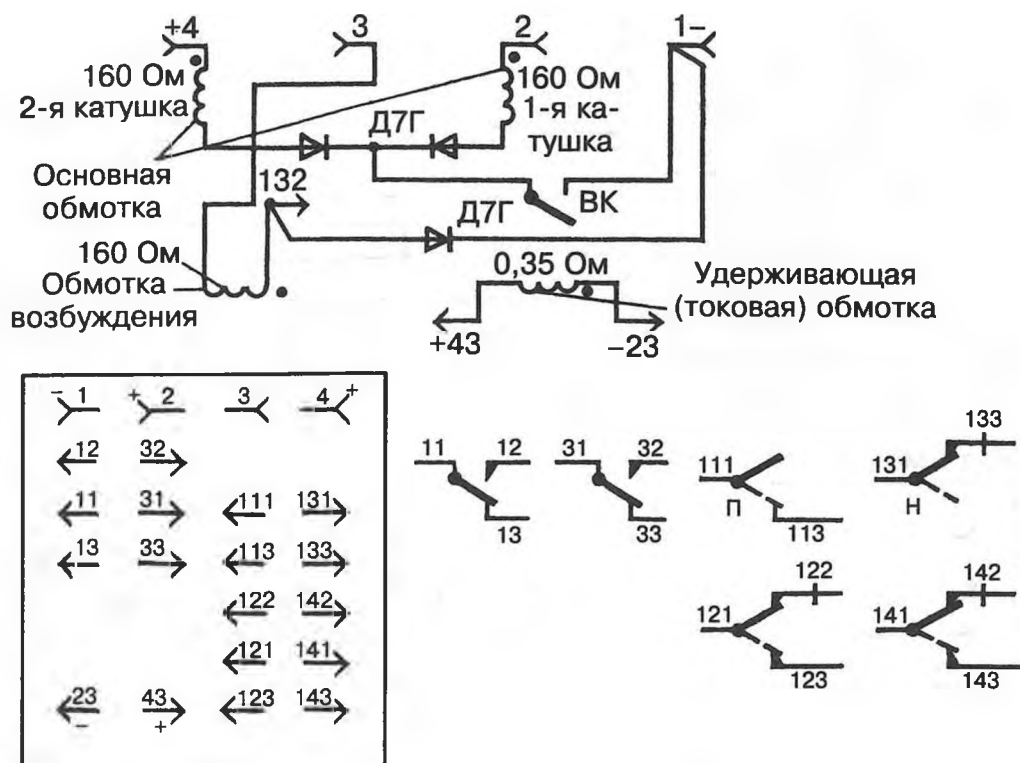 +4 3 2 1–
160 Ом
2-я катушка
160 Ом
1-я ка-
тушка
Д7Г
Основная
обмотка
132
ВК
Д7Г
160 Ом
Обмотка
возбуждения
0,35 Ом
Удерживающая
(токовая) обмотка
+43 –23
– 1 + 2 3 4 +
12 32
11 31 111 131
13 33 113 133
122 142
121 141
23 43 123 143
– +
11 12 31 32 111 131 133
П Н
13 33 113
121 122 141 142
123 143